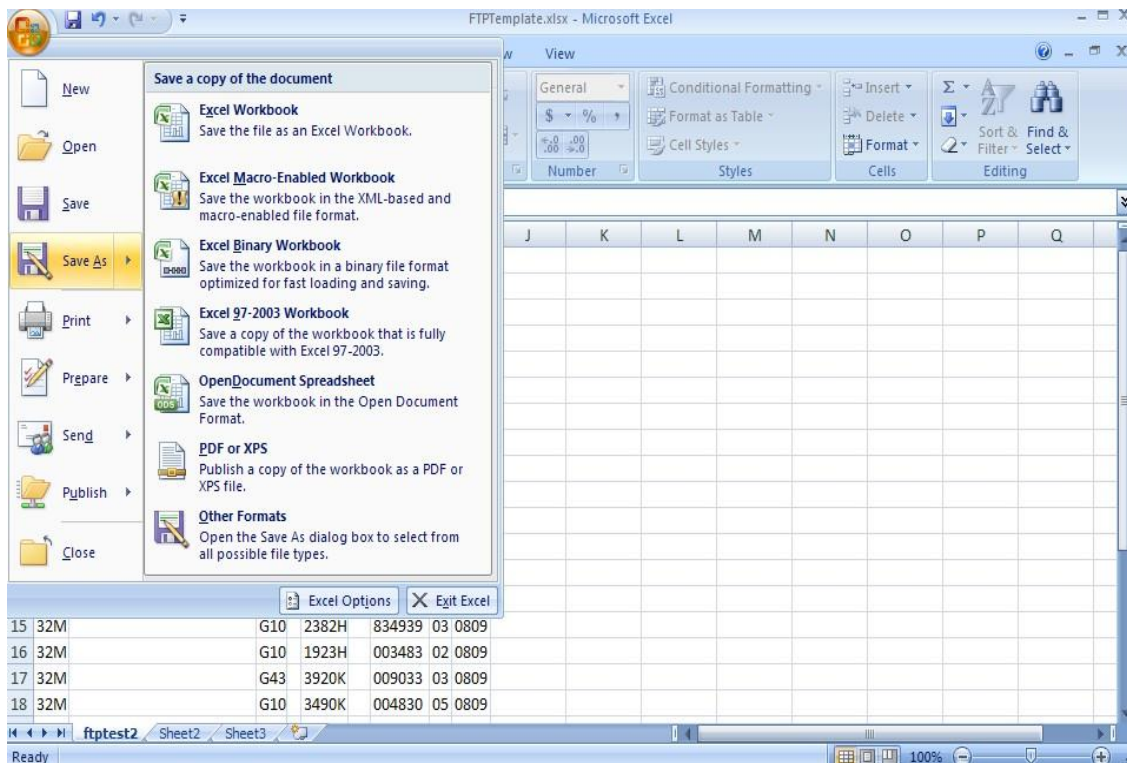 FTPTemplate.xlsx - Microsoft Excel
w View
New
Open
Save
Save As
Print
Prepare
Send
Publish
Close
Save a copy of the document
Excel Workbook
Save the file as an Excel Workbook.
Excel Macro-Enabled Workbook
Save the workbook in the XML-based and
macro-enabled file format.
Excel Binary Workbook
Save the workbook in a binary file format
optimized for fast loading and saving.
Excel 97-2003 Workbook
Save a copy of the workbook that is fully
compatible with Excel 97-2003.
OpenDocument Spreadsheet
Save the workbook in the Open Document
Format.
PDF or XPS
Publish a copy of the workbook as a PDF or
XPS file.
Other Formats
Open the Save As dialog box to select from
all possible file types.
Excel Options Exit Excel
General
$ % ,
.0 .00 .00 .0
Number
Conditional Formatting
Format as Table
Cell Styles
Styles
Insert
Delete
Format
Cells
Σ
Sort & Filter
Find & Select
Editing
J K L M N O P Q
15 32M G10 2382H 834939 03 0809
16 32M G10 1923H 003483 02 0809
17 32M G43 3920K 009033 03 0809
18 32M G10 3490K 004830 05 0809
ftptest2 Sheet2 Sheet3
Ready 100%